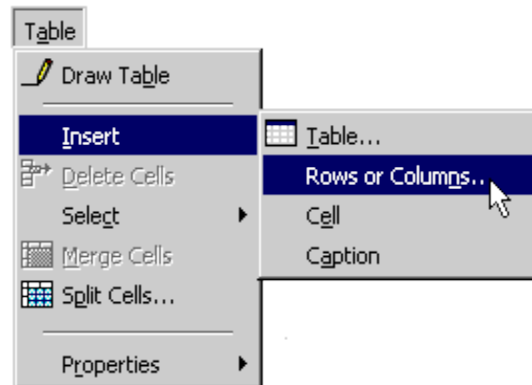 Table
Draw Table
Insert
Delete Cells
Select
Merge Cells
Split Cells...
Properties
Table...
Rows or Columns...
Cell
Caption